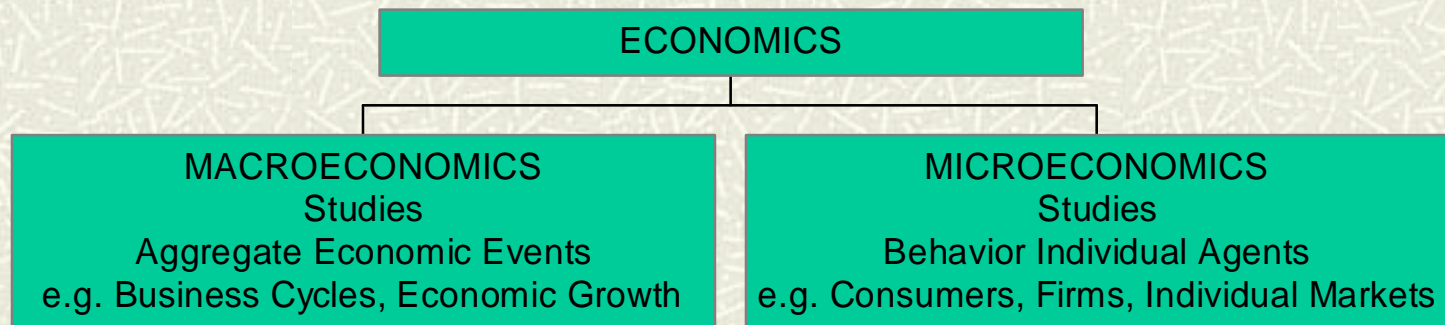 ECONOMICS
MACROECONOMICS
Studies
Aggregate Economic Events
e.g. Business Cycles, Economic Growth
MICROECONOMICS
Studies
Behavior Individual Agents
e.g. Consumers, Firms, Individual Markets